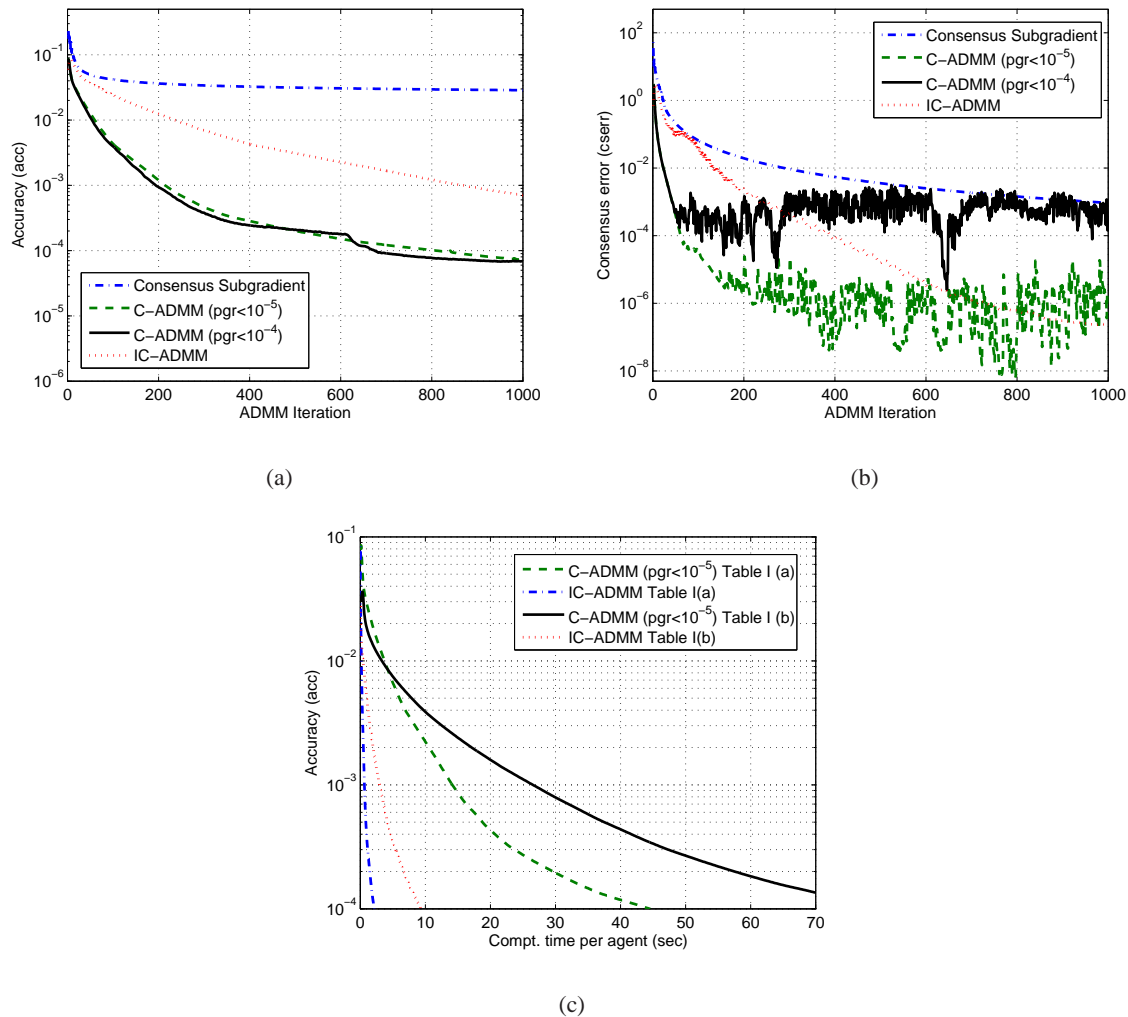 10⁻¹
10⁻²
10⁻³
10⁻⁴
10⁻⁵
10⁻⁶
Accuracy (acc)
Consensus Subgradient
C−ADMM (pgr<10⁻⁵)
C−ADMM (pgr<10⁻⁴)
IC−ADMM
0 200 400 600 800 1000
ADMM Iteration
(a)
10²
10⁰
10⁻²
10⁻⁴
10⁻⁶
10⁻⁸
Consensus error (cserr)
Consensus Subgradient
C−ADMM (pgr<10⁻⁵)
C−ADMM (pgr<10⁻⁴)
IC−ADMM
0 200 400 600 800 1000
ADMM Iteration
(b)
10⁻¹
10⁻²
10⁻³
10⁻⁴
Accuracy (acc)
C−ADMM (pgr<10⁻⁵) Table I (a)
IC−ADMM Table I(a)
C−ADMM (pgr<10⁻⁵) Table I (b)
IC−ADMM Table I(b)
0 10 20 30 40 50 60 70
Compt. time per agent (sec)
(c)